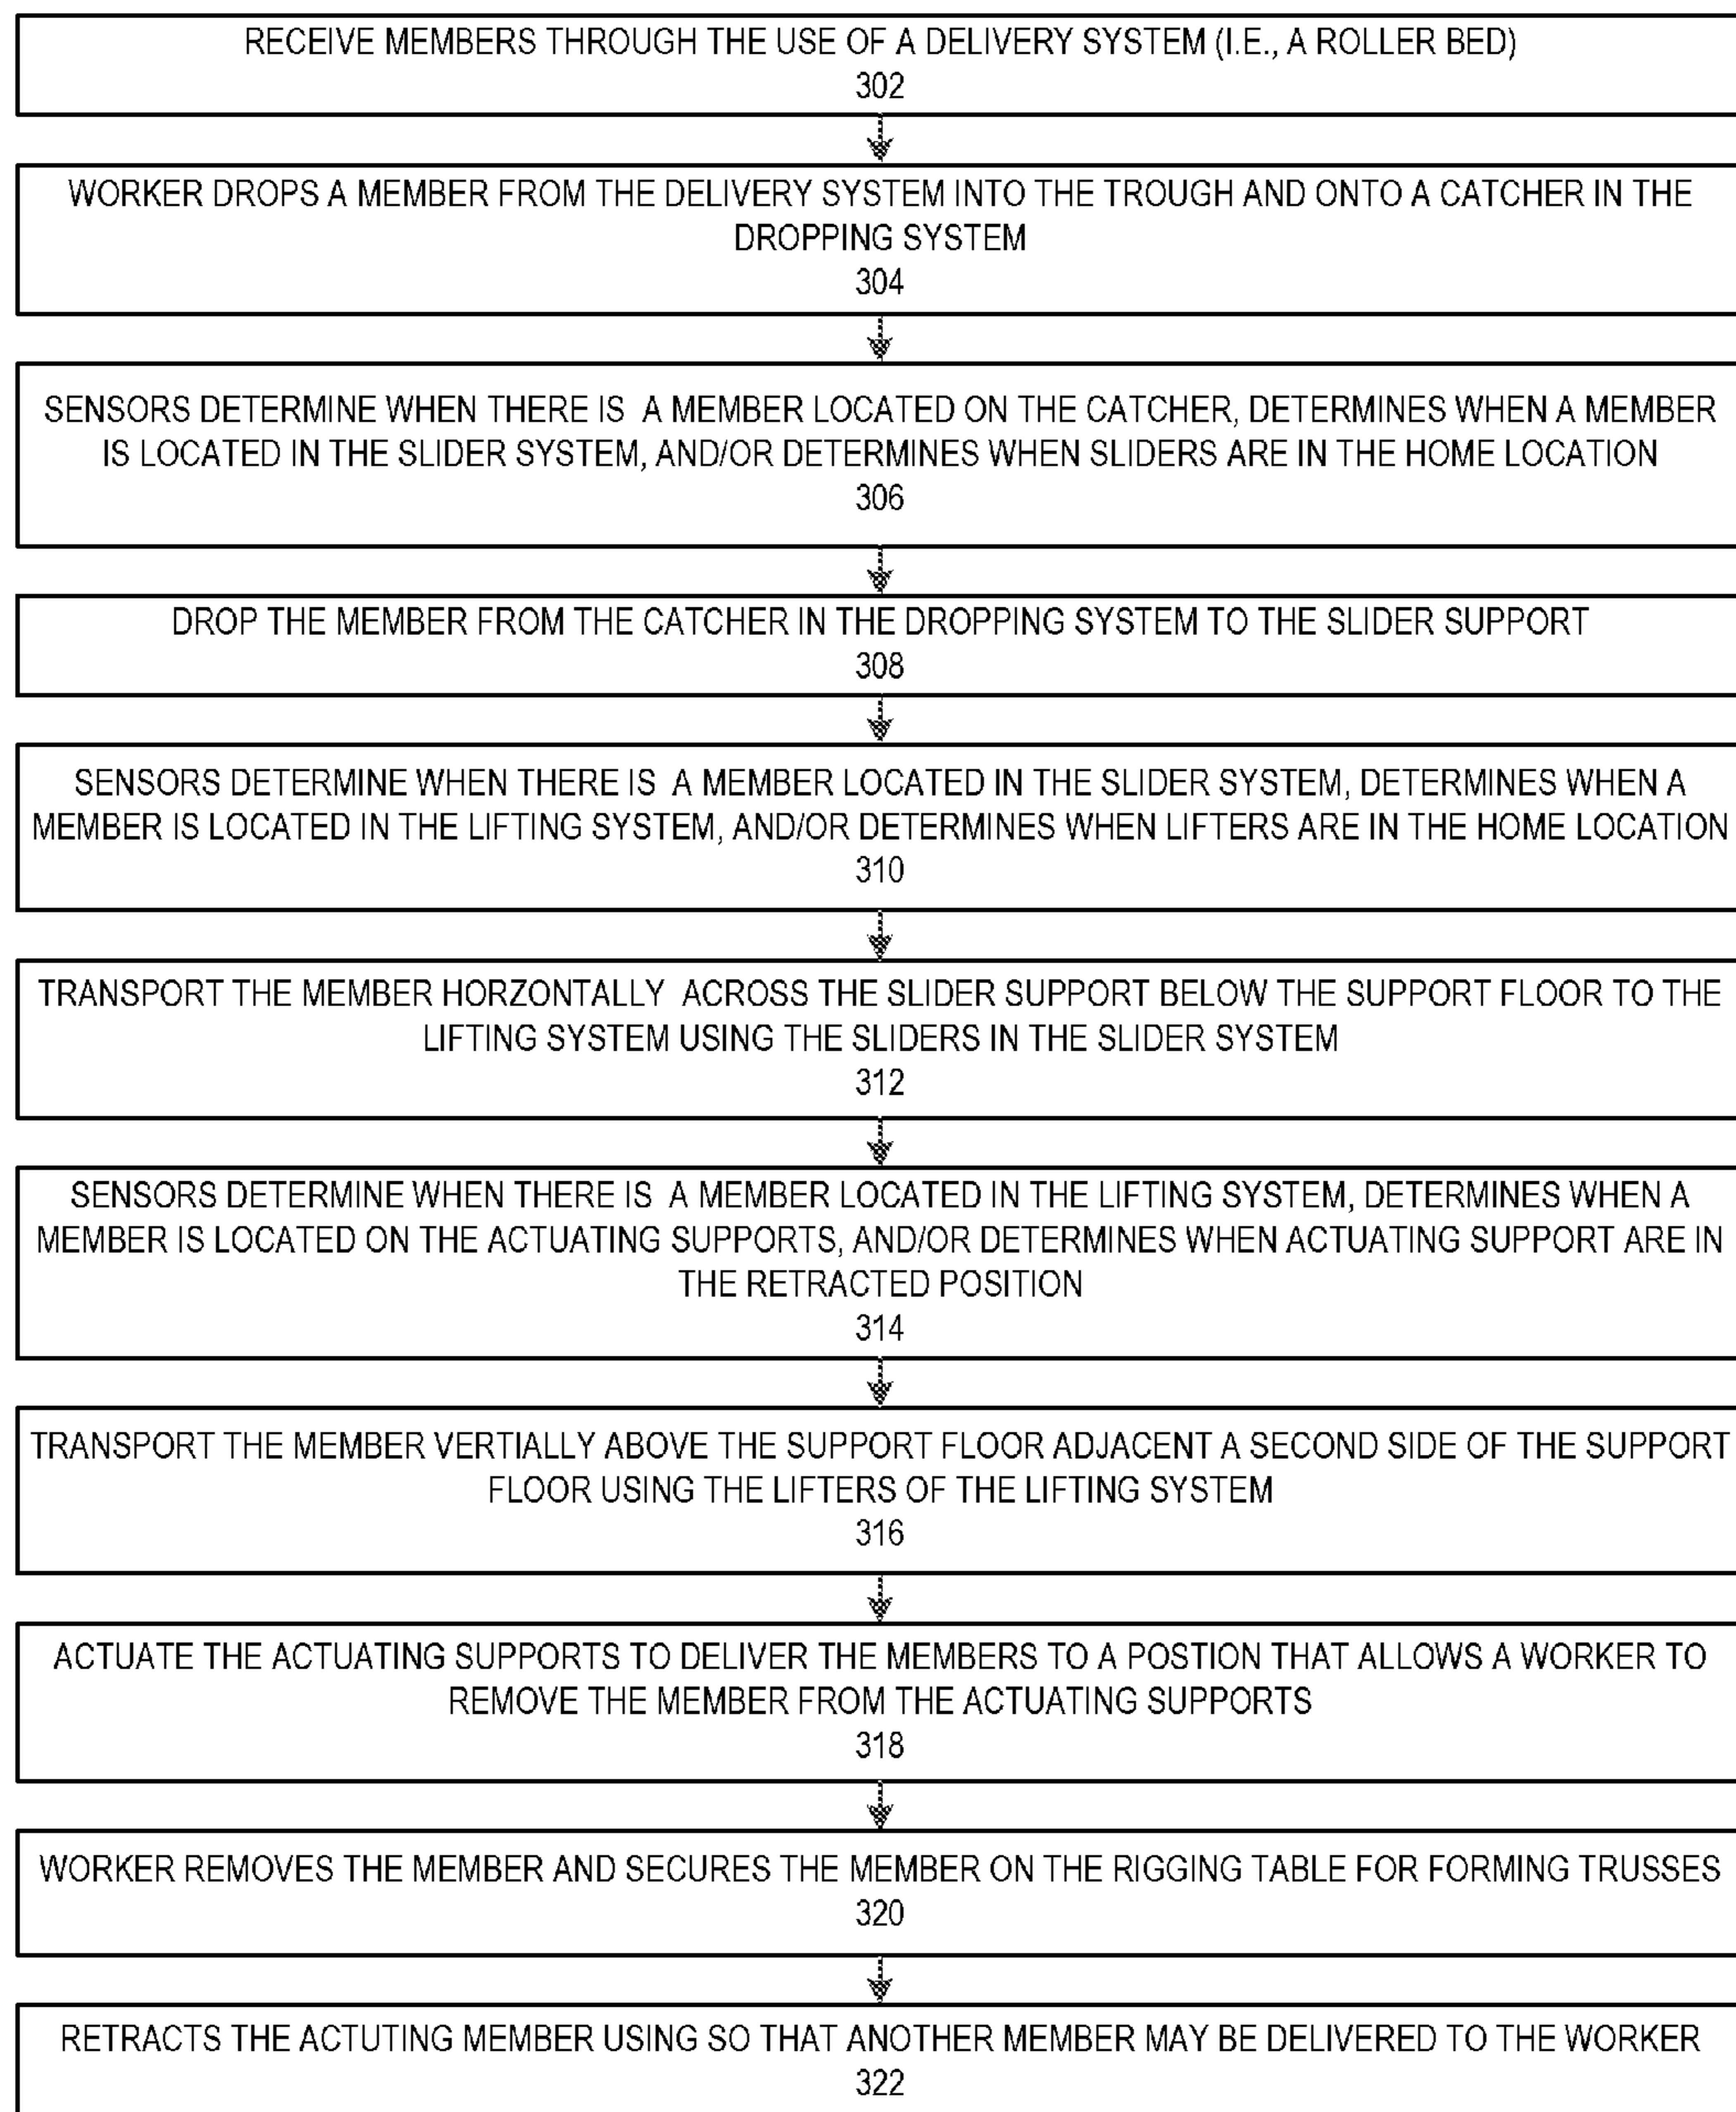 RECEIVE MEMBERS THROUGH THE USE OF A DELIVERY SYSTEM (I.E., A ROLLER BED)
302
WORKER DROPS A MEMBER FROM THE DELIVERY SYSTEM INTO THE TROUGH AND ONTO A CATCHER IN THE
DROPPING SYSTEM
304
SENSORS DETERMINE WHEN THERE IS A MEMBER LOCATED ON THE CATCHER, DETERMINES WHEN A MEMBER
IS LOCATED IN THE SLIDER SYSTEM, AND/OR DETERMINES WHEN SLIDERS ARE IN THE HOME LOCATION
306
DROP THE MEMBER FROM THE CATCHER IN THE DROPPING SYSTEM TO THE SLIDER SUPPORT
308
SENSORS DETERMINE WHEN THERE IS A MEMBER LOCATED IN THE SLIDER SYSTEM, DETERMINES WHEN A
MEMBER IS LOCATED IN THE LIFTING SYSTEM, AND/OR DETERMINES WHEN LIFTERS ARE IN THE HOME LOCATION
310
TRANSPORT THE MEMBER HORZONTALLY ACROSS THE SLIDER SUPPORT BELOW THE SUPPORT FLOOR TO THE
LIFTING SYSTEM USING THE SLIDERS IN THE SLIDER SYSTEM
312
SENSORS DETERMINE WHEN THERE IS A MEMBER LOCATED IN THE LIFTING SYSTEM, DETERMINES WHEN A
MEMBER IS LOCATED ON THE ACTUATING SUPPORTS, AND/OR DETERMINES WHEN ACTUATING SUPPORT ARE IN
THE RETRACTED POSITION
314
TRANSPORT THE MEMBER VERTIALLY ABOVE THE SUPPORT FLOOR ADJACENT A SECOND SIDE OF THE SUPPORT
FLOOR USING THE LIFTERS OF THE LIFTING SYSTEM
316
ACTUATE THE ACTUATING SUPPORTS TO DELIVER THE MEMBERS TO A POSTION THAT ALLOWS A WORKER TO
REMOVE THE MEMBER FROM THE ACTUATING SUPPORTS
318
WORKER REMOVES THE MEMBER AND SECURES THE MEMBER ON THE RIGGING TABLE FOR FORMING TRUSSES
320
RETRACTS THE ACTUTING MEMBER USING SO THAT ANOTHER MEMBER MAY BE DELIVERED TO THE WORKER
322